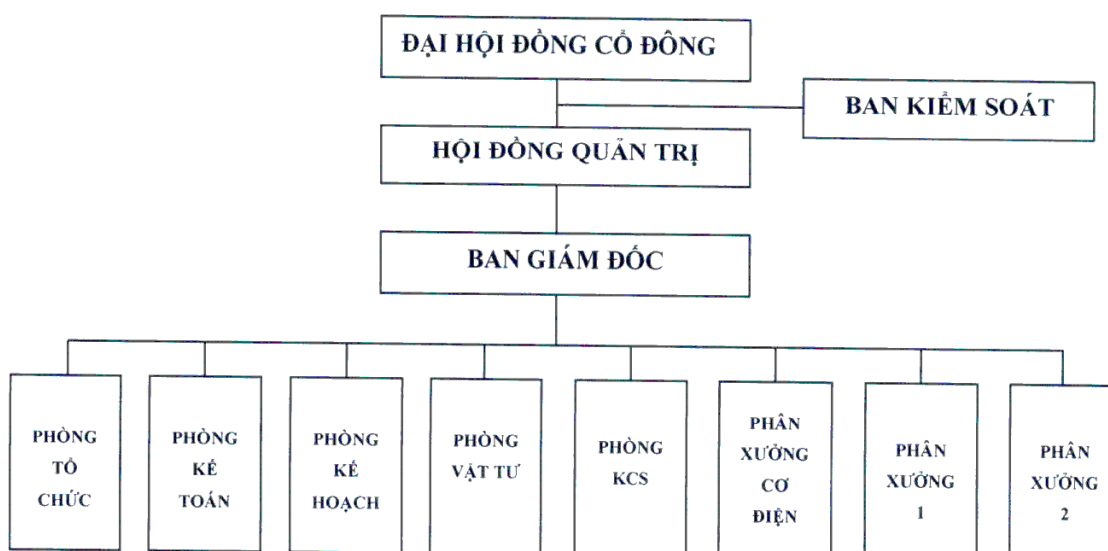 ĐẠI HỘI ĐỒNG CỔ ĐÔNG
BAN KIỂM SOÁT
HỘI ĐỒNG QUẢN TRỊ
BAN GIÁM ĐỐC
PHÒNG
TỔ
CHỨC
PHÒNG
KẾ
TOÁN
PHÒNG
KẾ
HOẠCH
PHÒNG
VẬT TƯ
PHÒNG
KCS
PHÂN
XƯỞNG
CƠ
ĐIỆN
PHÂN
XƯỞNG
1
PHÂN
XƯỞNG
2